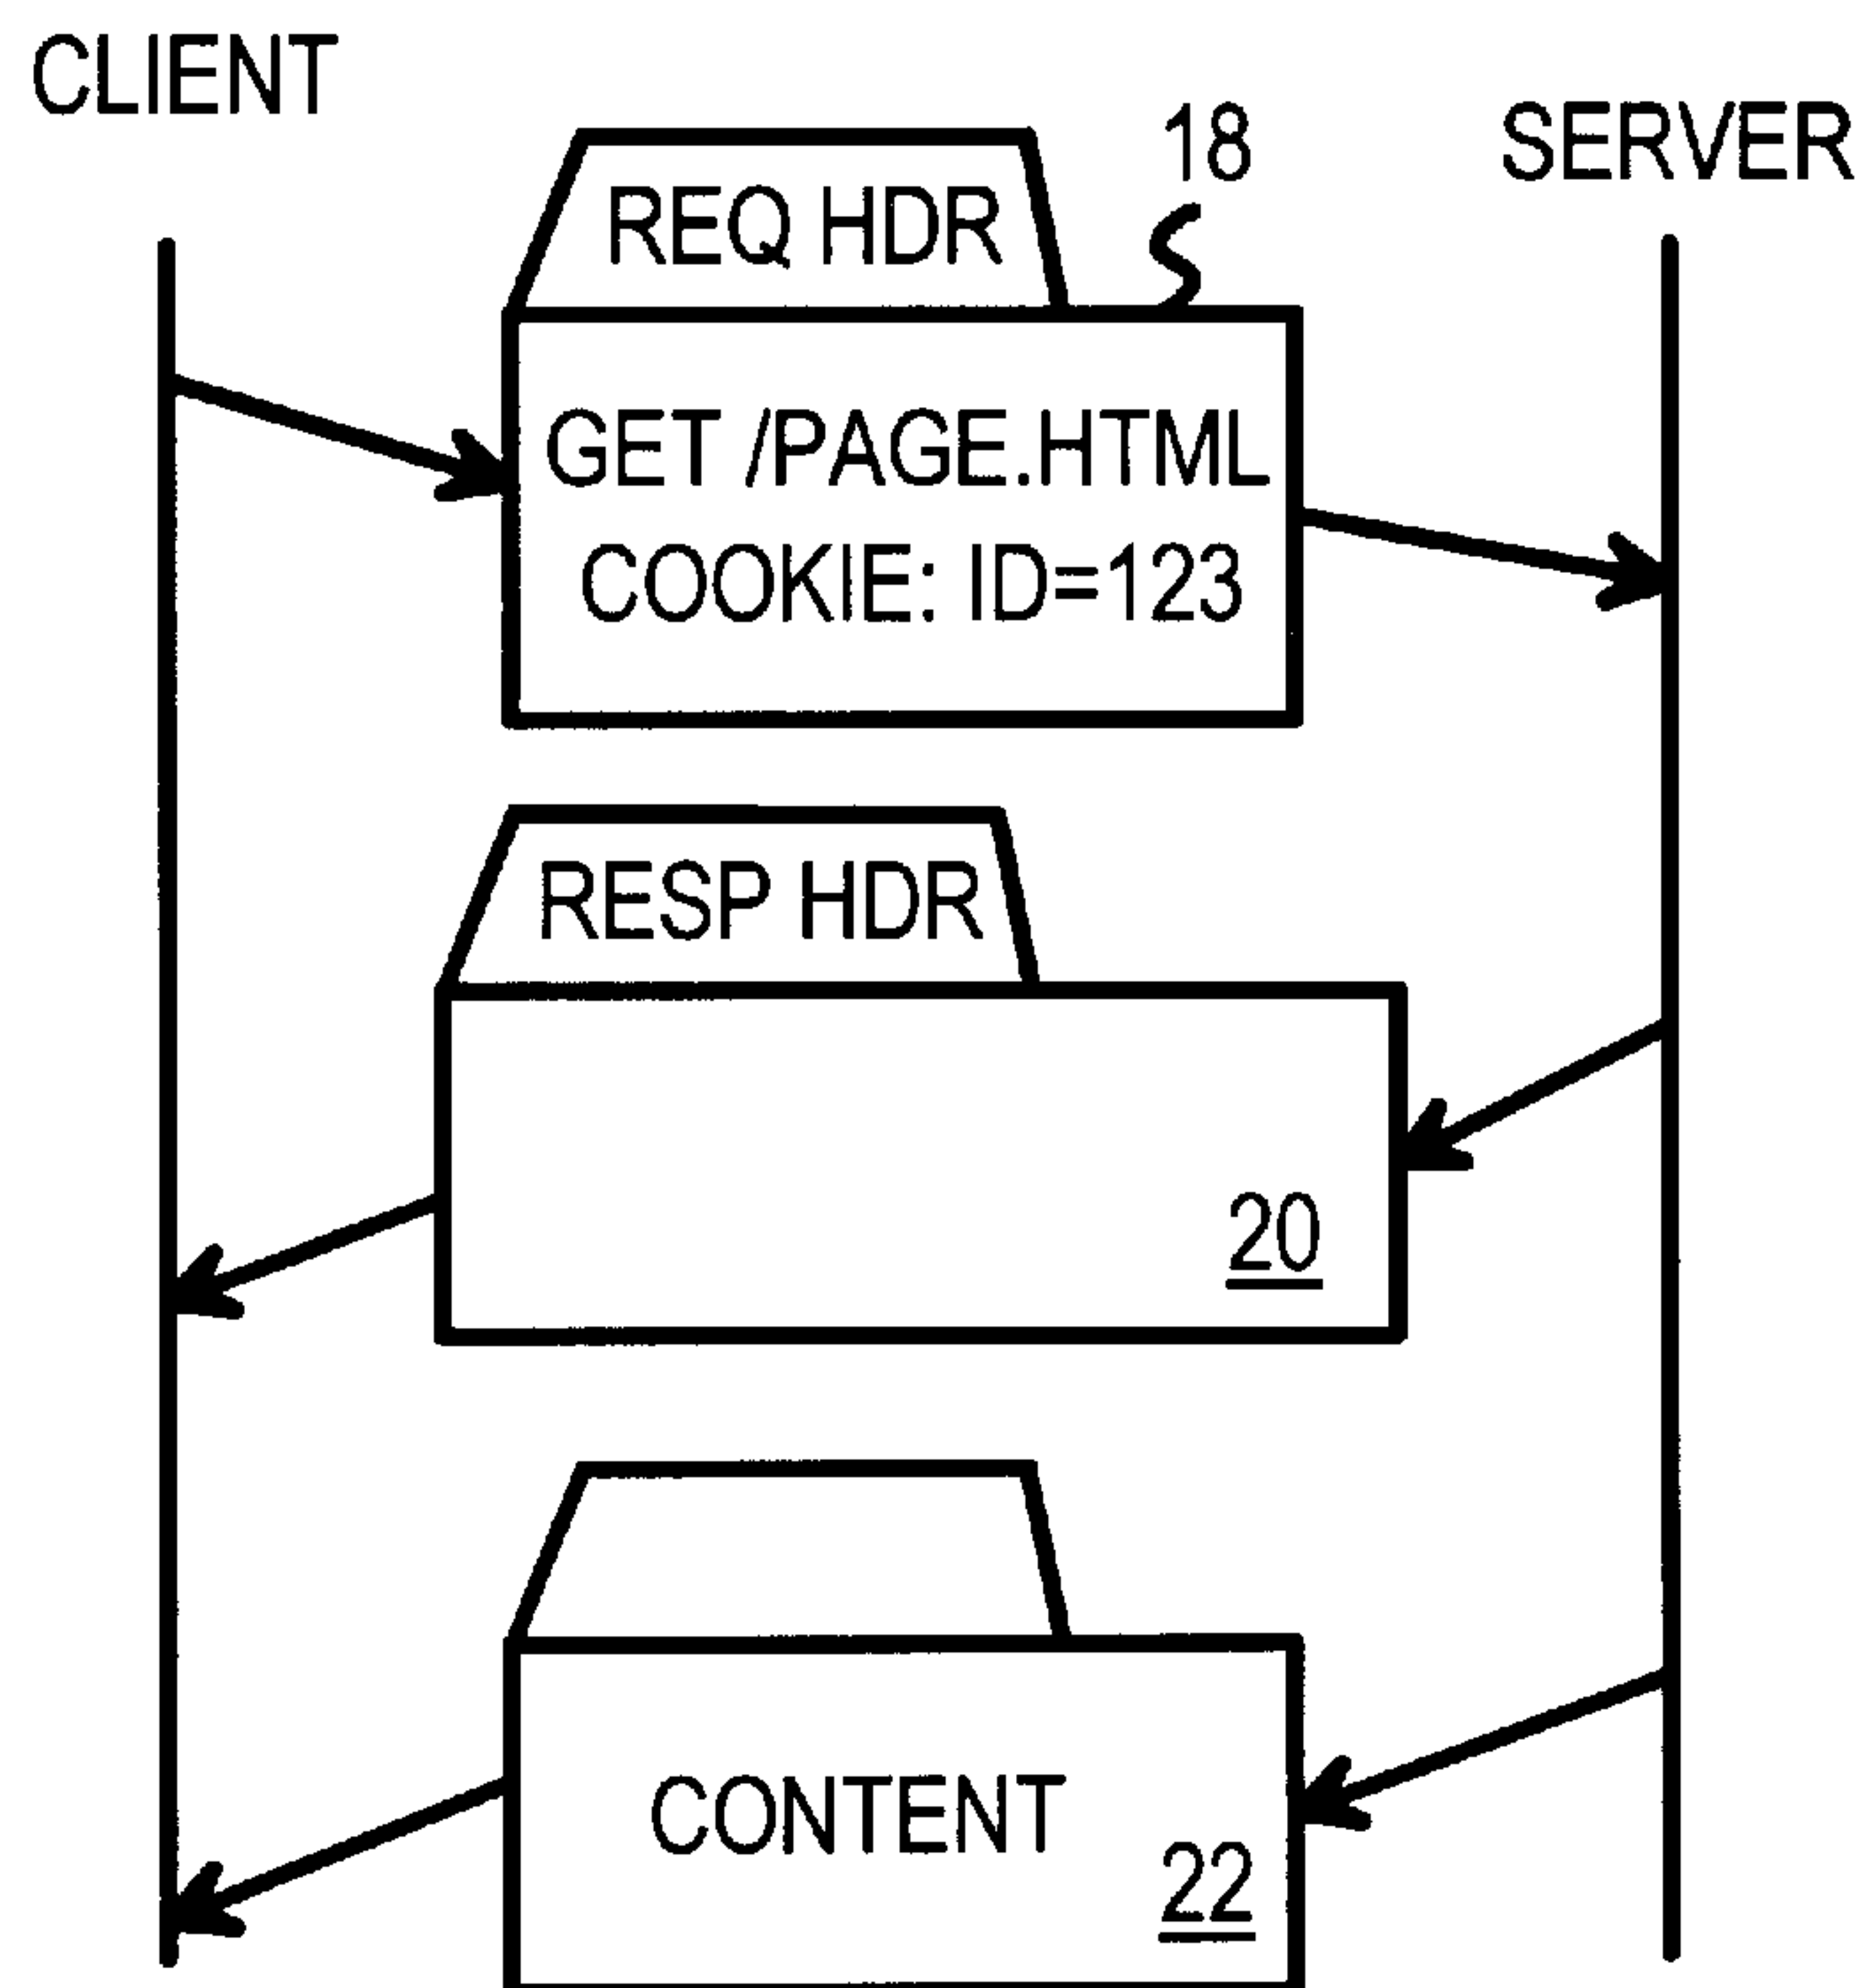 CLIENT
18
SERVER
REQ HDR
GET /PAGE.HTML
COOKIE: ID=123
RESP HDR
20
CONTENT
22